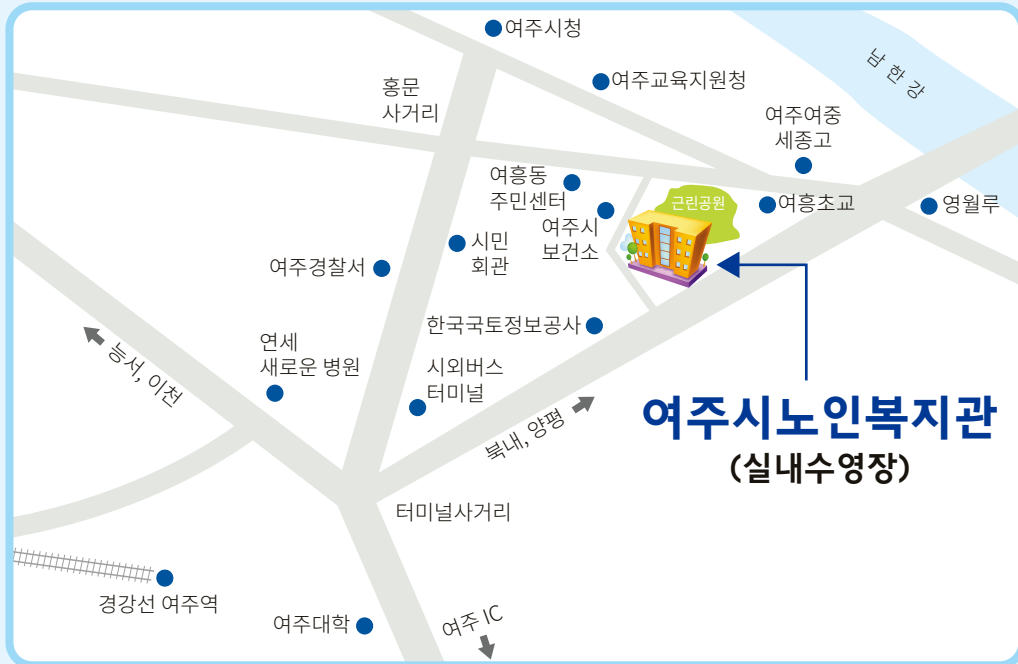 여주시청
여주교육지원청
남한강
홍문
사거리
여주여중
세종고
여흥동
주민센터
근린공원
여흥초교
영월루
여주시
보건소
시민
회관
여주경찰서
한국국토정보공사
연세
새로운 병원
능서, 이천
시외버스
터미널
북내, 양평
여주시노인복지관
(실내수영장)
터미널사거리
경강선 여주역
여주대학
여주 IC